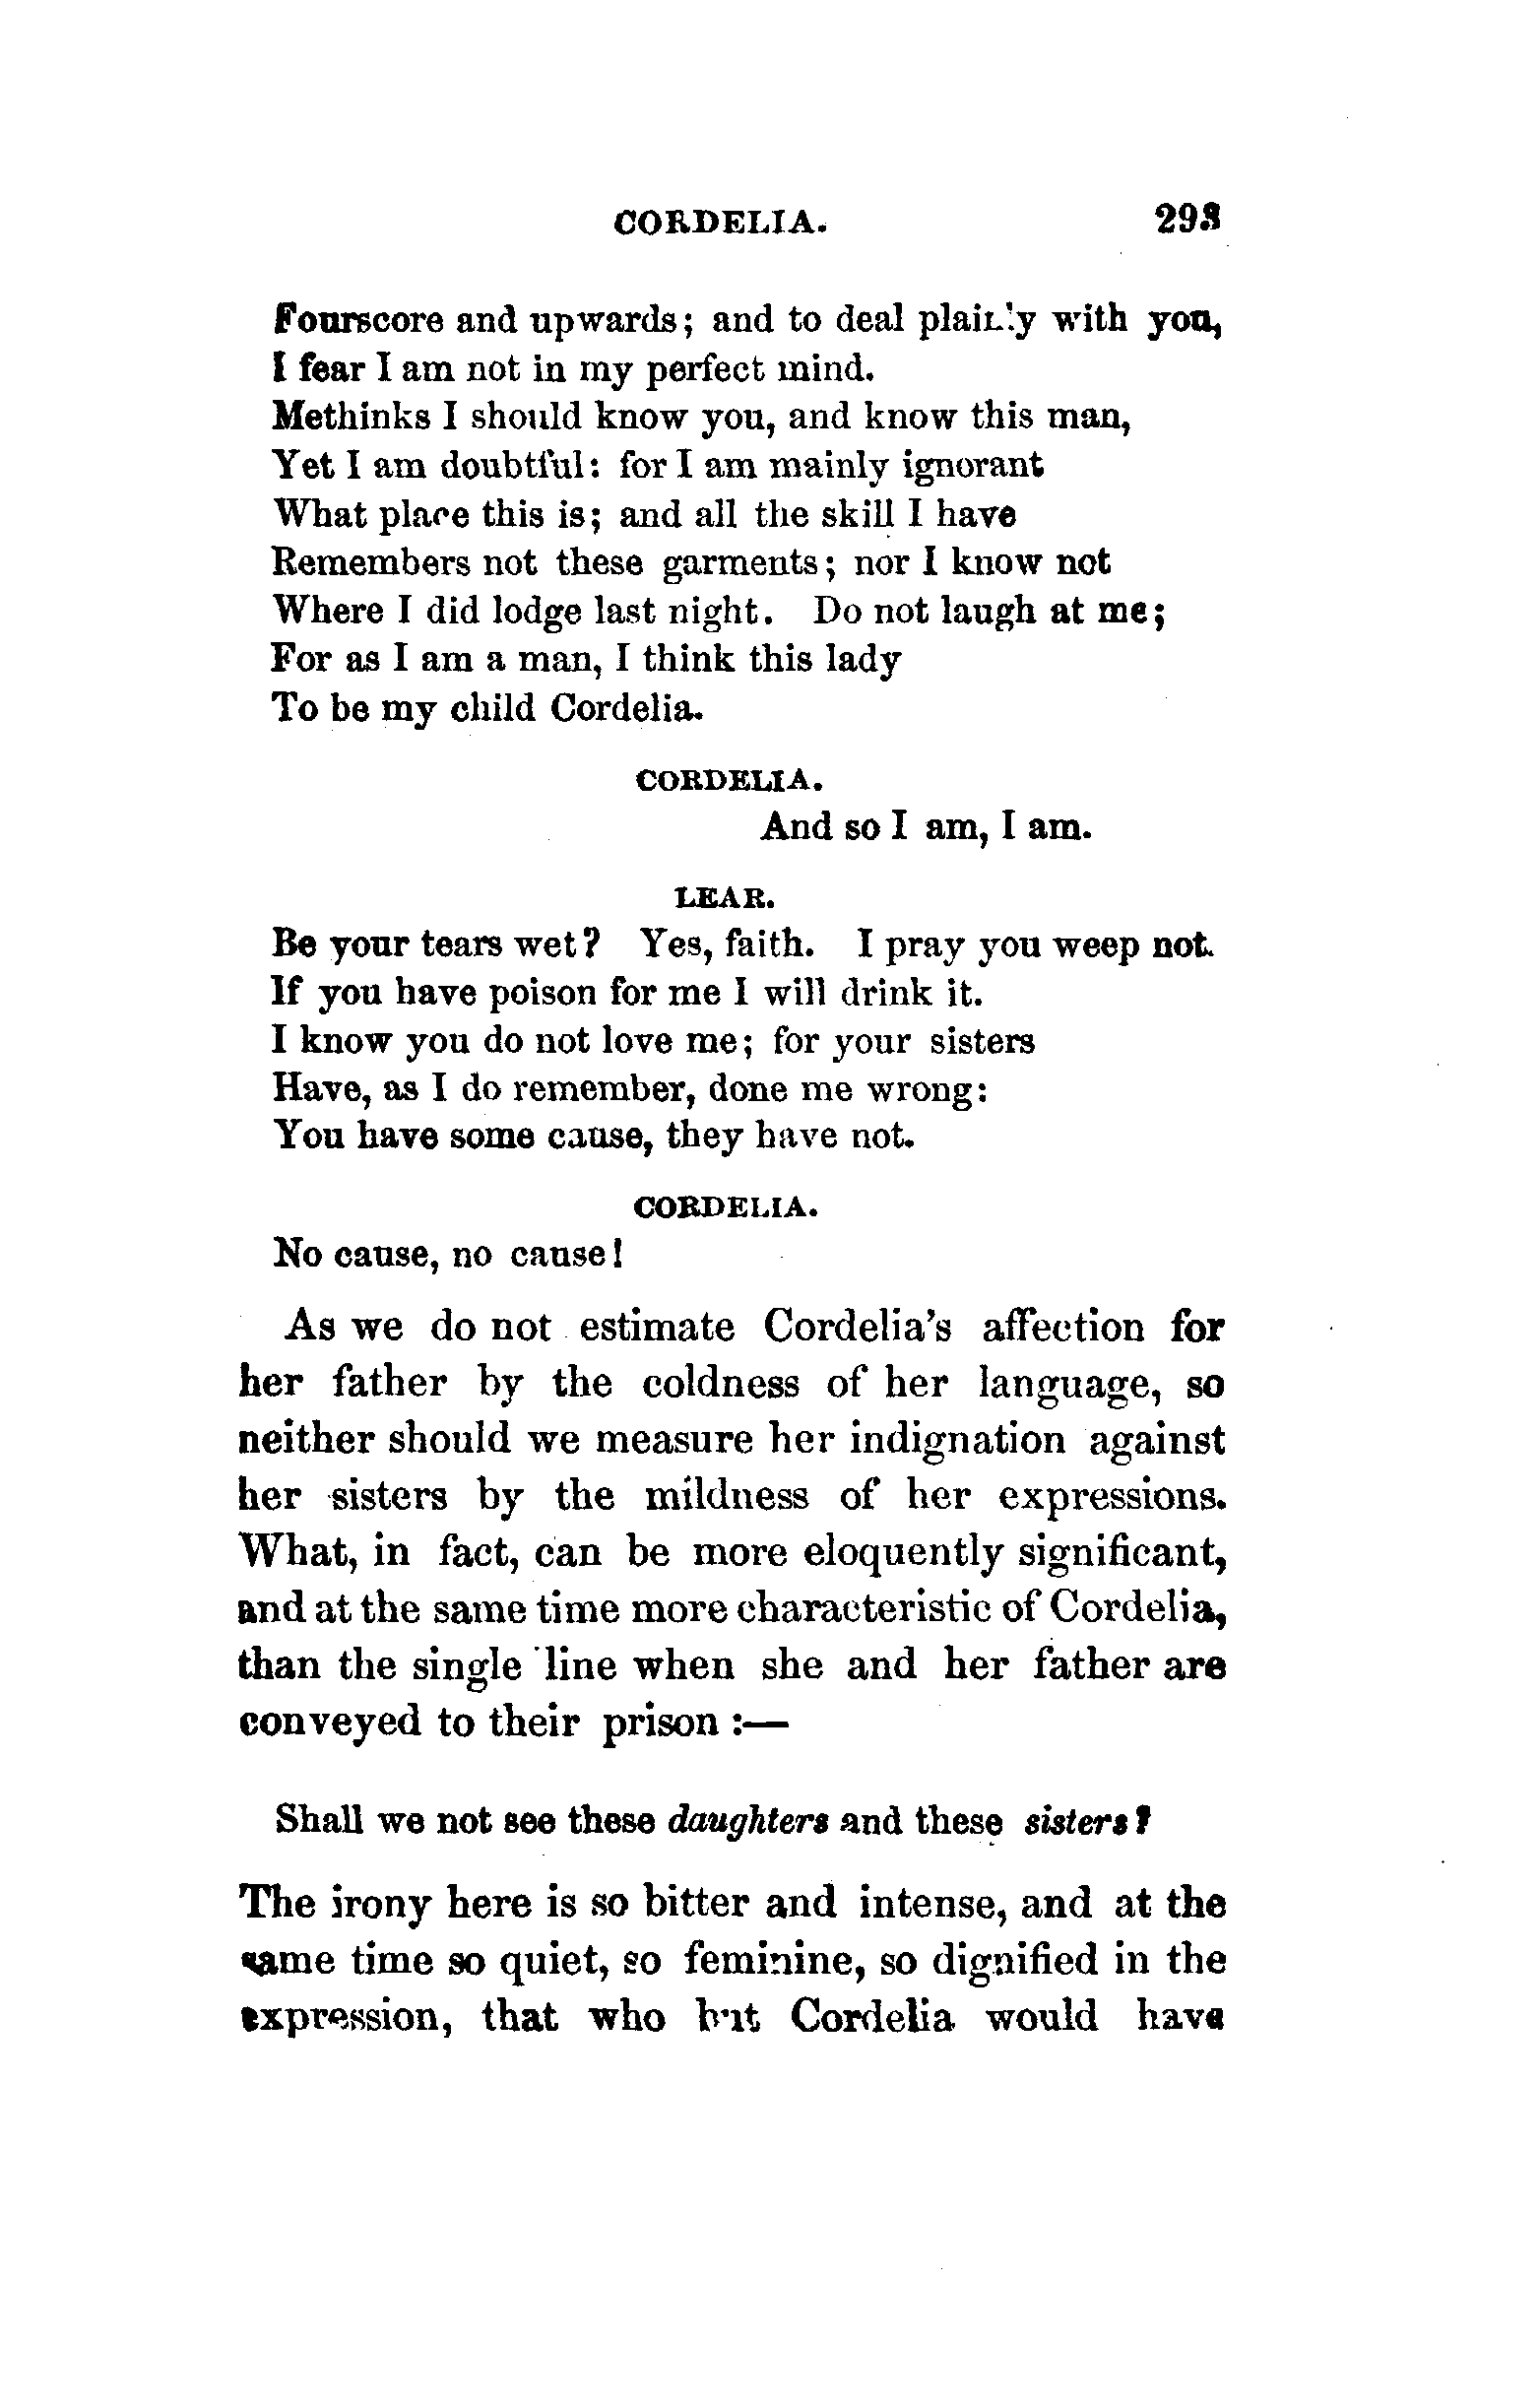 CORDELIA. 293
Fourscore and upwards; and to deal plainly with you,
I fear I am not in my perfect mind.
Methinks I should know you, and know this man,
Yet I am doubtful: for I am mainly ignorant
What place this is; and all the skill I have
Remembers not these garments; nor I know not
Where I did lodge last night. Do not laugh at me;
For as I am a man, I think this lady
To be my child Cordelia.
CORDELIA.
And so I am, I am.
LEAR.
Be your tears wet? Yes, faith. I pray you weep not.
If you have poison for me I will drink it.
I know you do not love me; for your sisters
Have, as I do remember, done me wrong:
You have some cause, they have not.
CORDELIA.
No cause, no cause!
As we do not estimate Cordelia's affection for
her father by the coldness of her language, so
neither should we measure her indignation against
her sisters by the mildness of her expressions.
What, in fact, can be more eloquently significant,
and at the same time more characteristic of Cordelia,
than the single line when she and her father are
conveyed to their prison :—
Shall we not see these daughters and these sisters?
The irony here is so bitter and intense, and at the
same time so quiet, so feminine, so dignified in the
expression, that who but Cordelia would have